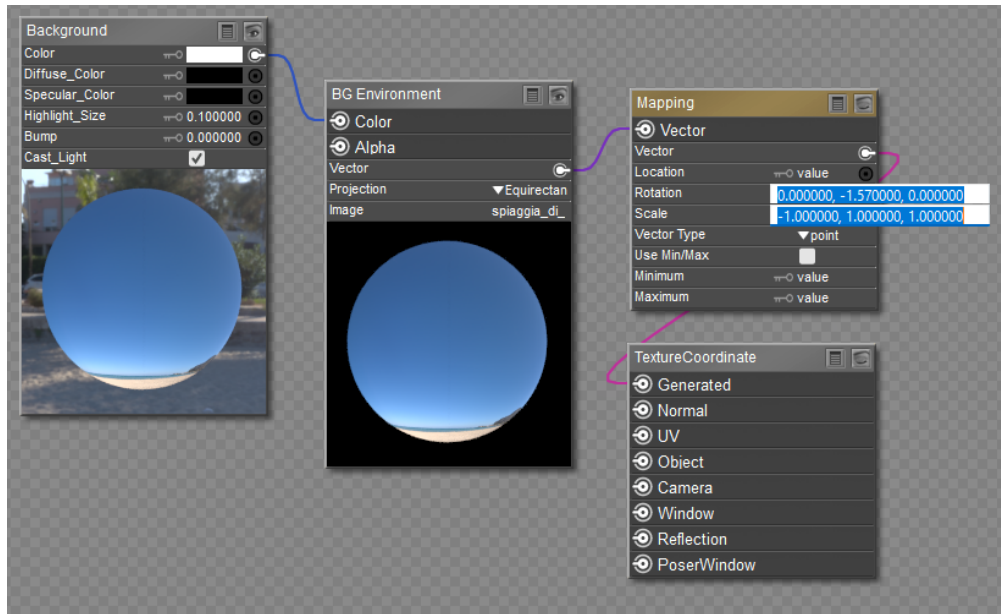 Background
Color
Diffuse_Color
Specular_Color
Highlight_Size 0.100000
Bump 0.000000
Cast_Light
BG Environment
Color
Alpha
Vector
Projection Equirectan
Image spiaggia_di_
Mapping
Vector
Vector
Location value
Rotation 0.000000, -1.570000, 0.000000
Scale -1.000000, 1.000000, 1.000000
Vector Type point
Use Min/Max
Minimum value
Maximum value
TextureCoordinate
Generated
Normal
UV
Object
Camera
Window
Reflection
PoserWindow